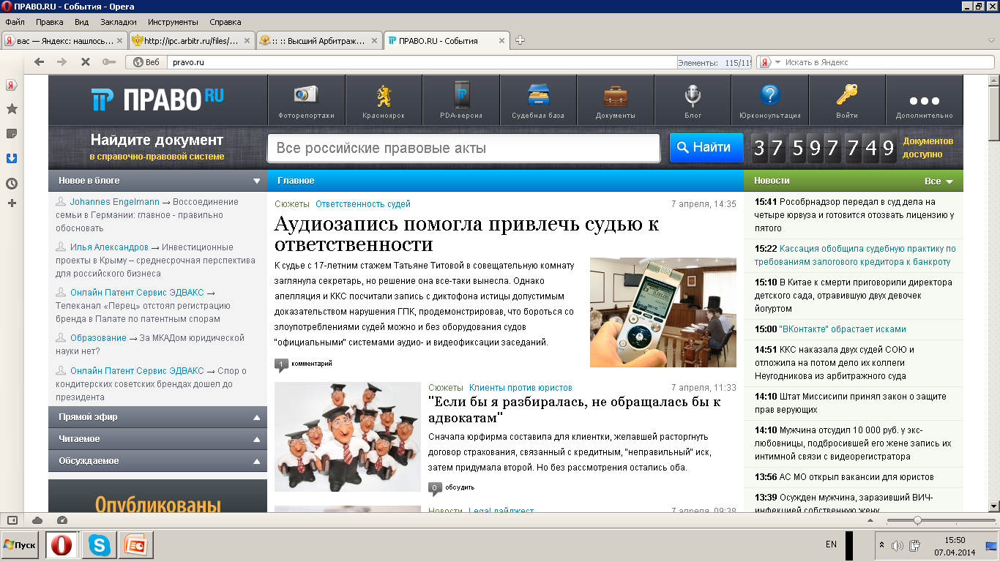 ПРАВО.RU - События - Opera
Файл Правка Вид Закладки Инструменты Справка
вас — Яндекс: нашлось... http://ipc.arbitr.ru/files/... :: :: Высший Арбитраж... ПРАВО.RU - События
Веб pravo.ru Элементы: 115/115 Искать в Яндекс
ПРАВО RU
Фоторепортажи Красноярск PDA-версия Судебная база Документы Блог Юрконсультация Войти Дополнительно
Найдите документ
в справочно-правовой системе
Все российские правовые акты
Найти
37 597 749
Документов
доступно
Новое в блоге
Johannes Engelmann → Воссоединение
семьи в Германии: главное - правильно
обосновать
Илья Александров → Инвестиционные
проекты в Крыму – среднесрочная перспектива
для российского бизнеса
Онлайн Патент Сервис ЭДВАКС →
Телеканал «Перец» отстоял регистрацию
бренда в Палате по патентным спорам
Образование → За МКАДом юридической
науки нет?
Онлайн Патент Сервис ЭДВАКС → Спор о
кондитерских советских брендах дошел до
президента
Прямой эфир
Читаемое
Обсуждаемое
Опубликованы
Главное
Сюжеты Ответственность судей 7 апреля, 14:35
Аудиозапись помогла привлечь судью к
ответственности
К судье с 17-летним стажем Татьяне Титовой в совещательную комнату
заглянула секретарь, но решение она все-таки вынесла. Однако
апелляция и ККС посчитали запись с диктофона истицы допустимым
доказательством нарушения ГПК, продемонстрировав, что бороться со
злоупотреблениями судей можно и без оборудования судов
"официальными" системами аудио- и видеофиксации заседаний.
1 комментарий
Сюжеты Клиенты против юристов 7 апреля, 11:33
"Если бы я разбиралась, не обращалась бы к
адвокатам"
Сначала юрфирма составила для клиентки, желавшей расторгнуть
договор страхования, связанный с кредитным, "неправильный" иск,
затем придумала второй. Но без рассмотрения остались оба.
0 обсудить
Новости Legal дайджест 7 апреля, 09:38
Новости Все
15:41 Рособрнадзор передал в суд дела на
четыре юрвуза и готовится отозвать лицензию у
пятого
15:22 Кассация обобщила судебную практику по
требованиям залогового кредитора к банкроту
15:10 В Китае к смерти приговорили директора
детского сада, отравившую двух девочек
йогуртом
15:00 "ВКонтакте" обрастает исками
14:51 ККС наказала двух судей СОЮ и
отложила на потом дело их коллеги
Неугодникова из арбитражного суда
14:10 Штат Миссисипи принял закон о защите
прав верующих
14:10 Мужчина отсудил 10 000 руб. у экс-
любовницы, подбросившей его жене запись их
интимной связи с видеорегистратора
13:56 АС МО открыл вакансии для юристов
13:39 Осужден мужчина, заразивший ВИЧ-
инфекцией собственную жену
Пуск
EN
15:50
07.04.2014